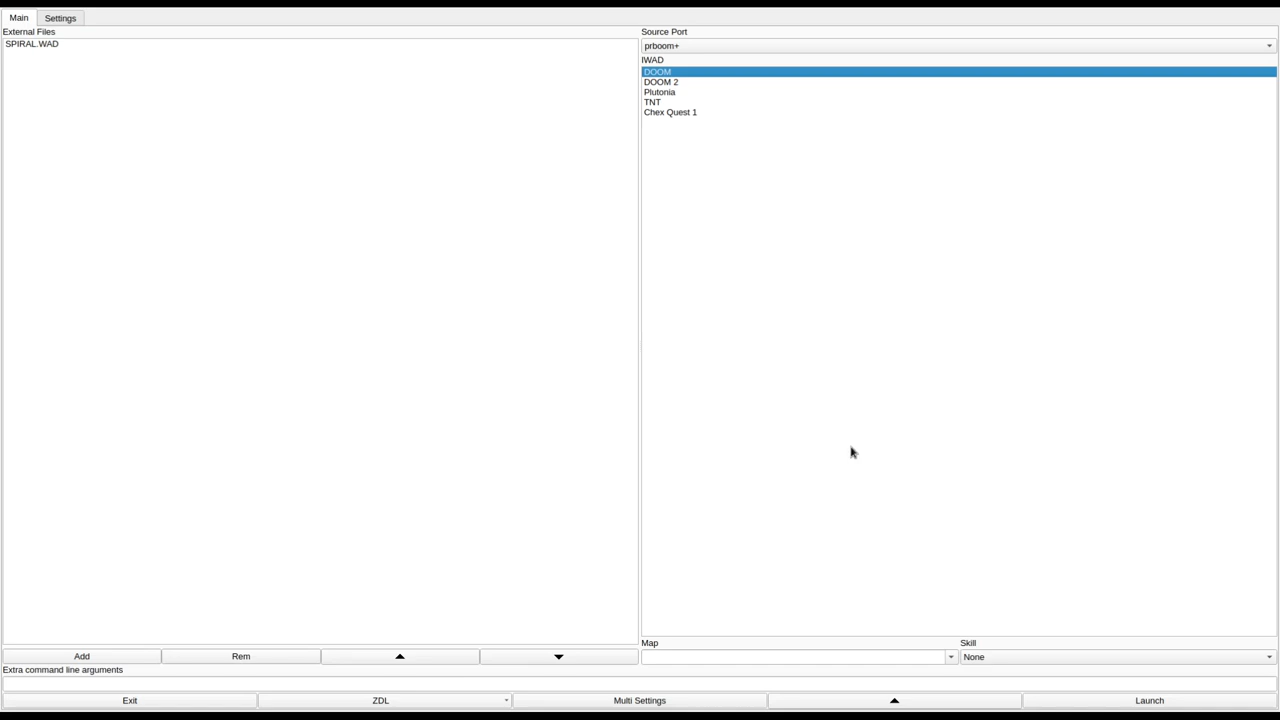 Main
Settings
External Files
SPIRAL.WAD
Source Port
prboom+
IWAD
DOOM
DOOM 2
Plutonia
TNT
Chex Quest 1
Map
Skill
None
Add
Rem
Extra command line arguments
Exit
ZDL
Multi Settings
Launch